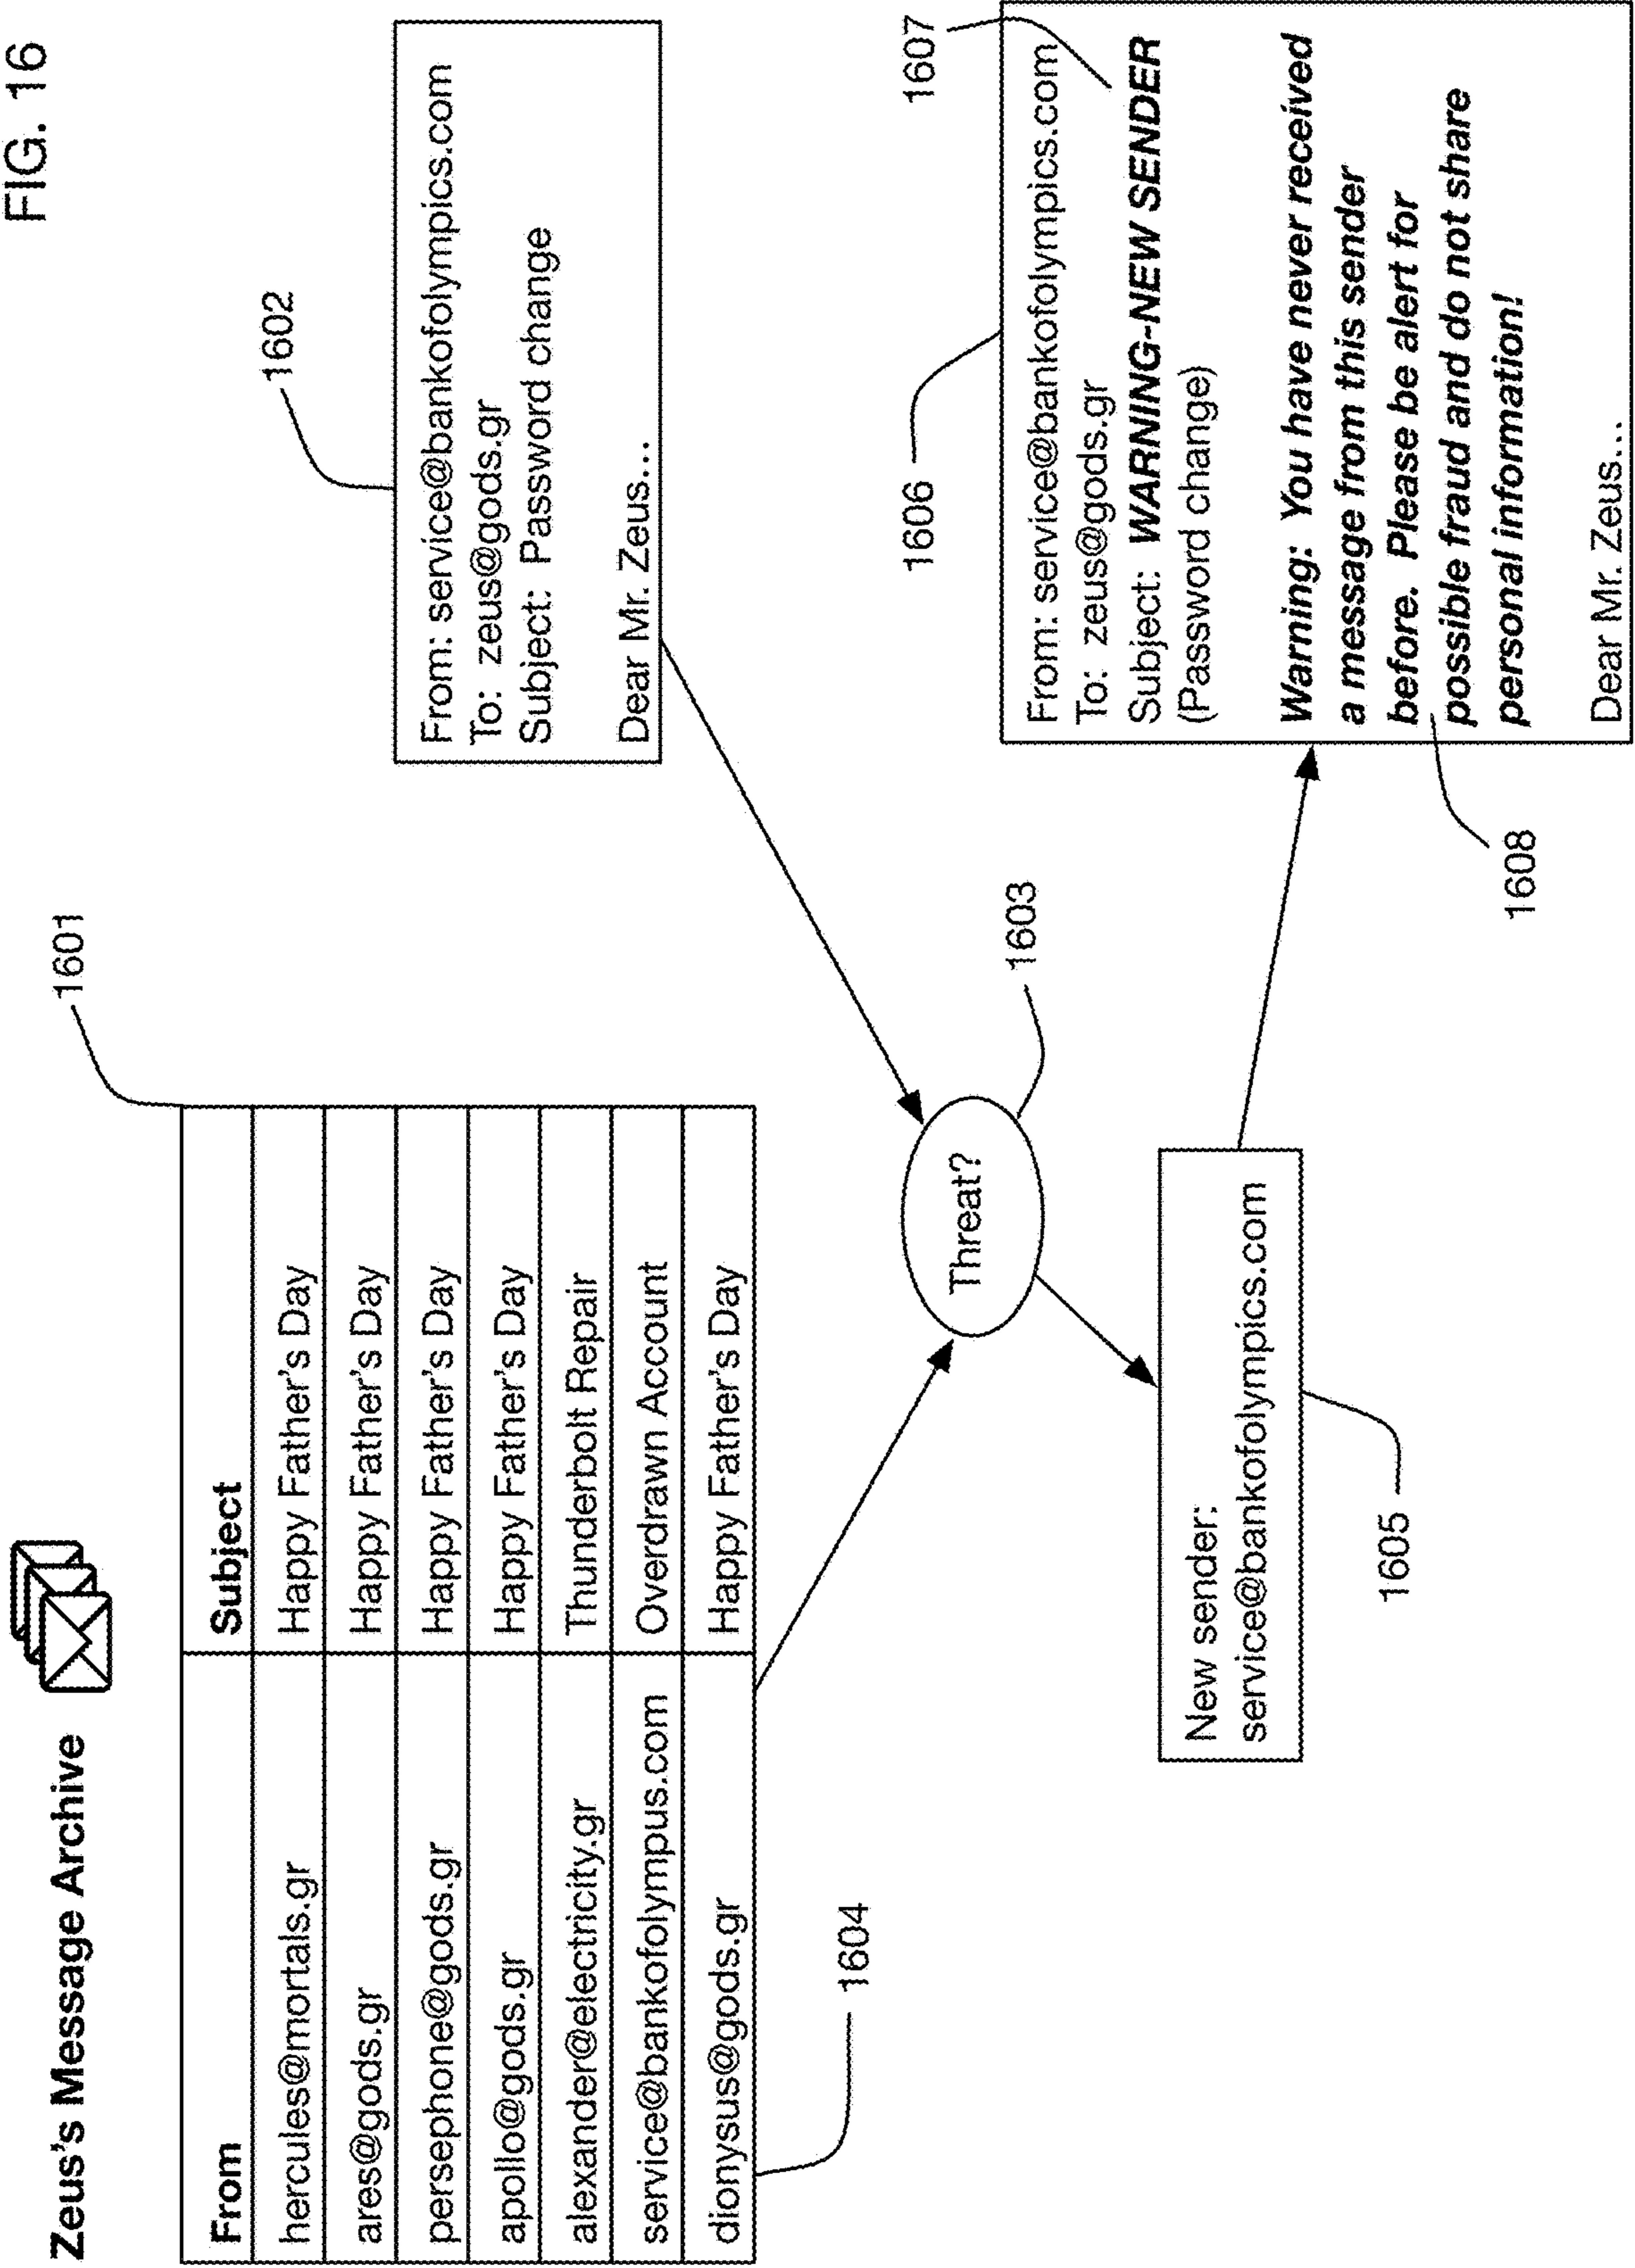 FIG. 16
Zeus's Message Archive
1601
From Subject
hercules@mortals.gr Happy Father's Day
ares@gods.gr Happy Father's Day
persephone@gods.gr Happy Father's Day
apollo@gods.gr Happy Father's Day
alexander@electricity.gr Thunderbolt Repair
service@bankofolympus.com Overdrawn Account
dionysus@gods.gr Happy Father's Day
1604
1602
From: service@bankofolympics.com
To: zeus@gods.gr
Subject: Password change
Dear Mr. Zeus...
Threat?
1603
New sender:
service@bankofolympics.com
1605
1606
1607
From: service@bankofolympics.com
To: zeus@gods.gr
Subject: WARNING-NEW SENDER
(Password change)
Warning: You have never received
a message from this sender
before. Please be alert for
possible fraud and do not share
personal information!
Dear Mr. Zeus...
1608